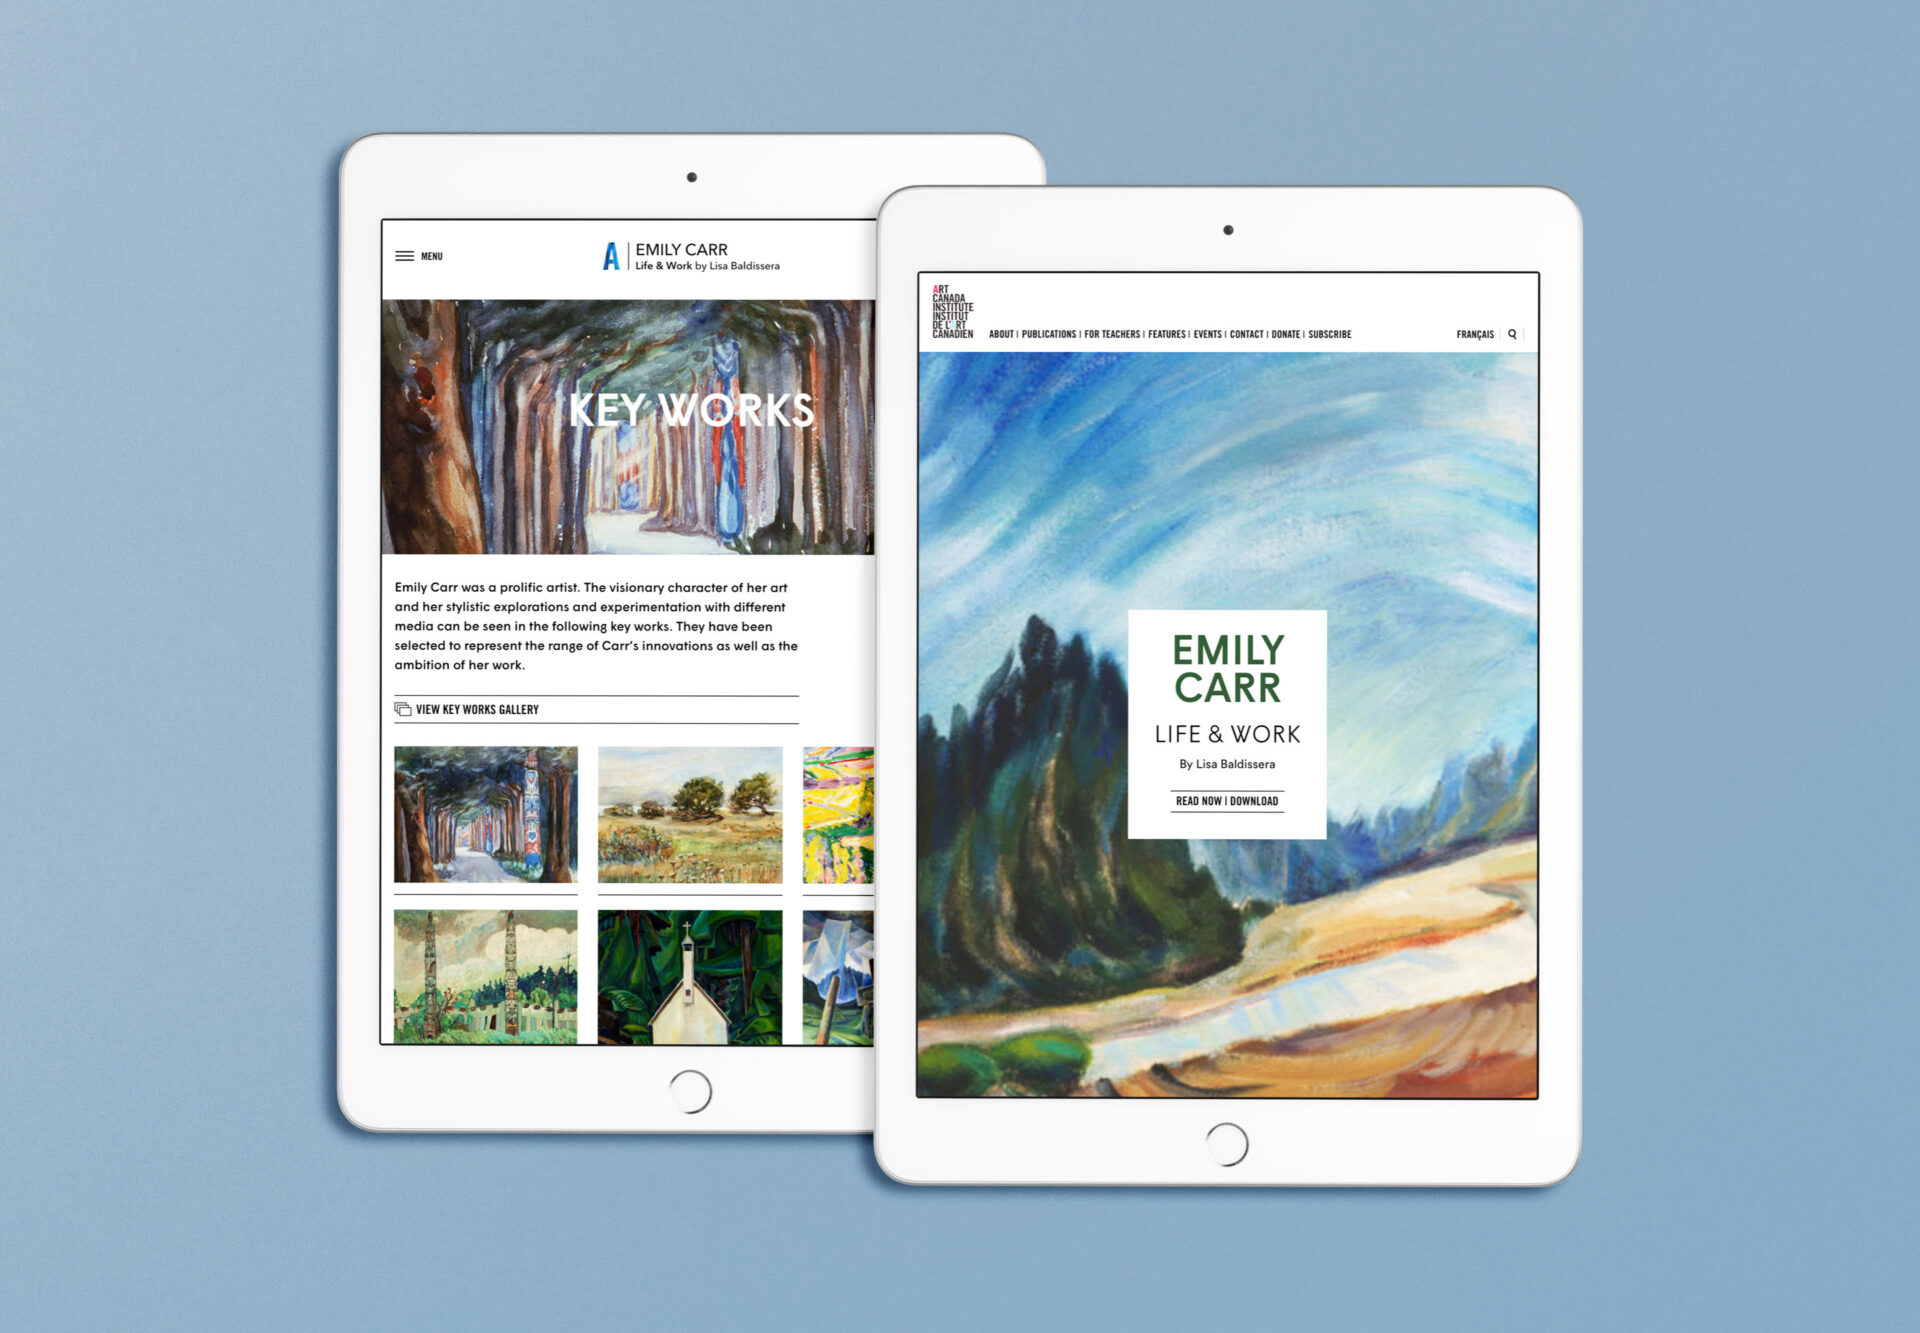 MENU
A
EMILY CARR
Life & Work by Lisa Baldissera
KEY WORKS
Emily Carr was a prolific artist. The visionary character of her art
and her stylistic explorations and experimentation with different
media can be seen in the following key works. They have been
selected to represent the range of Carr's innovations as well as the
ambition of her work.
VIEW KEY WORKS GALLERY
ART
CANADA
INSTITUTE
INSTITUT
DE L'ART
CANADIEN
ABOUT | PUBLICATIONS | FOR TEACHERS | FEATURES | EVENTS | CONTACT | DONATE | SUBSCRIBE
FRANÇAIS
EMILY
CARR
LIFE & WORK
By Lisa Baldissera
READ NOW | DOWNLOAD